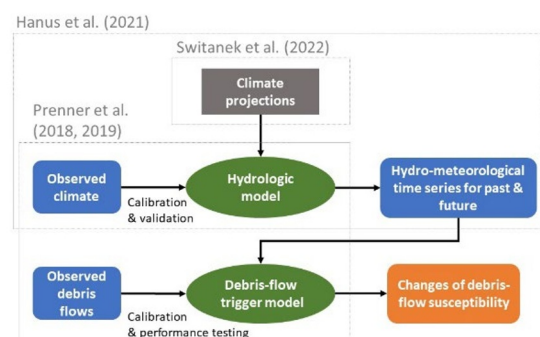 Hanus et al. (2021)
Switanek et al. (2022)
Climate
projections
Prenner et al.
(2018, 2019)
Observed
climate
Calibration
& validation
Hydrologic
model
Hydro-meteorological
time series for past &
future
Observed
debris
flows
Calibration
& performance testing
Debris-flow
trigger model
Changes of debris-
flow susceptibility